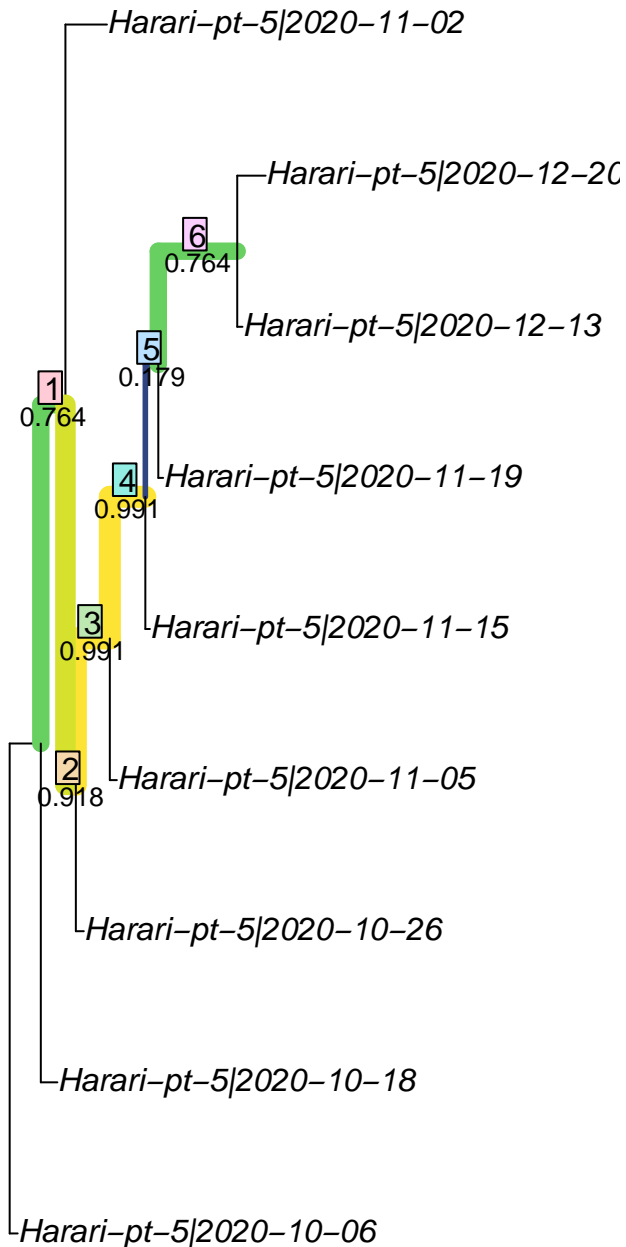 Harari-pt-5|2020-11-02
Harari-pt-5|2020-12-20
6
0.764
Harari-pt-5|2020-12-13
5
0.179
1
0.764
Harari-pt-5|2020-11-19
4
0.991
3
Harari-pt-5|2020-11-15
0.991
2
Harari-pt-5|2020-11-05
0.918
Harari-pt-5|2020-10-26
Harari-pt-5|2020-10-18
Harari-pt-5|2020-10-06